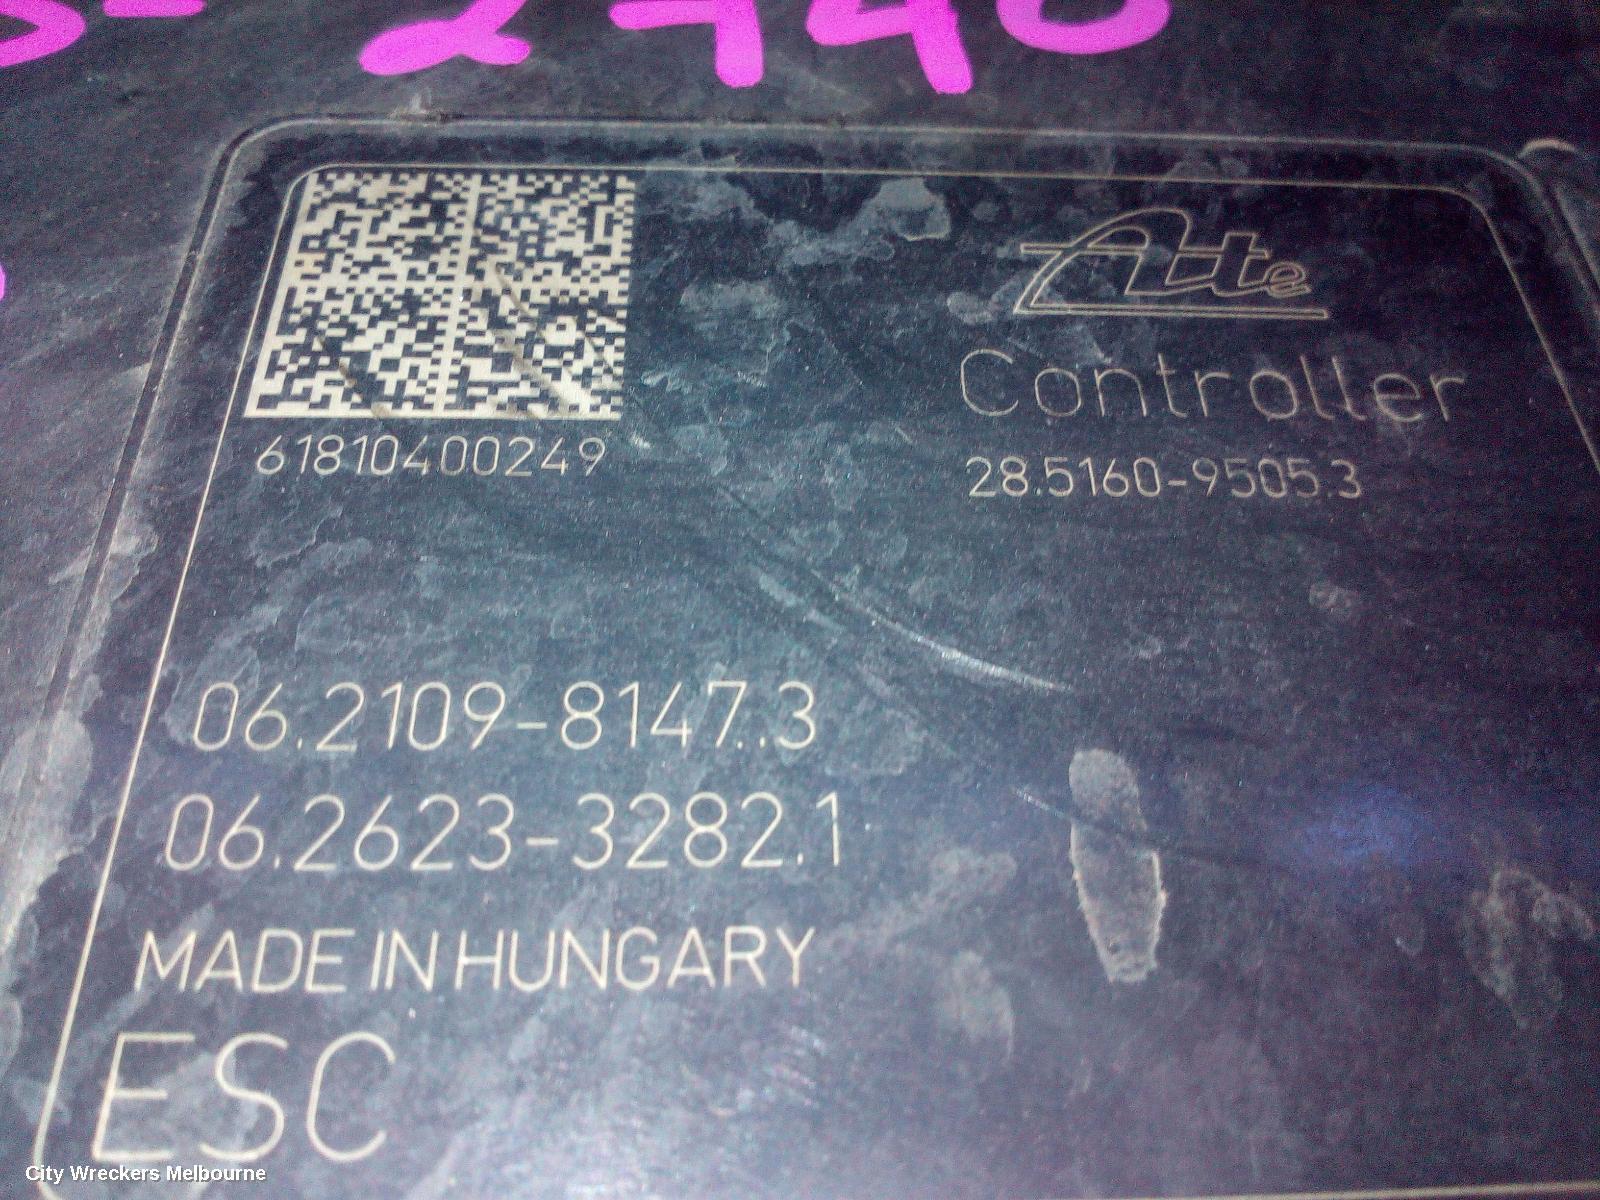 2440
Ate
Controller
61810400249
28.5160-9505.3
06.2109-8147.3
06.2623-3282.1
MADE IN HUNGARY
ESC
City Wreckers Melbourne